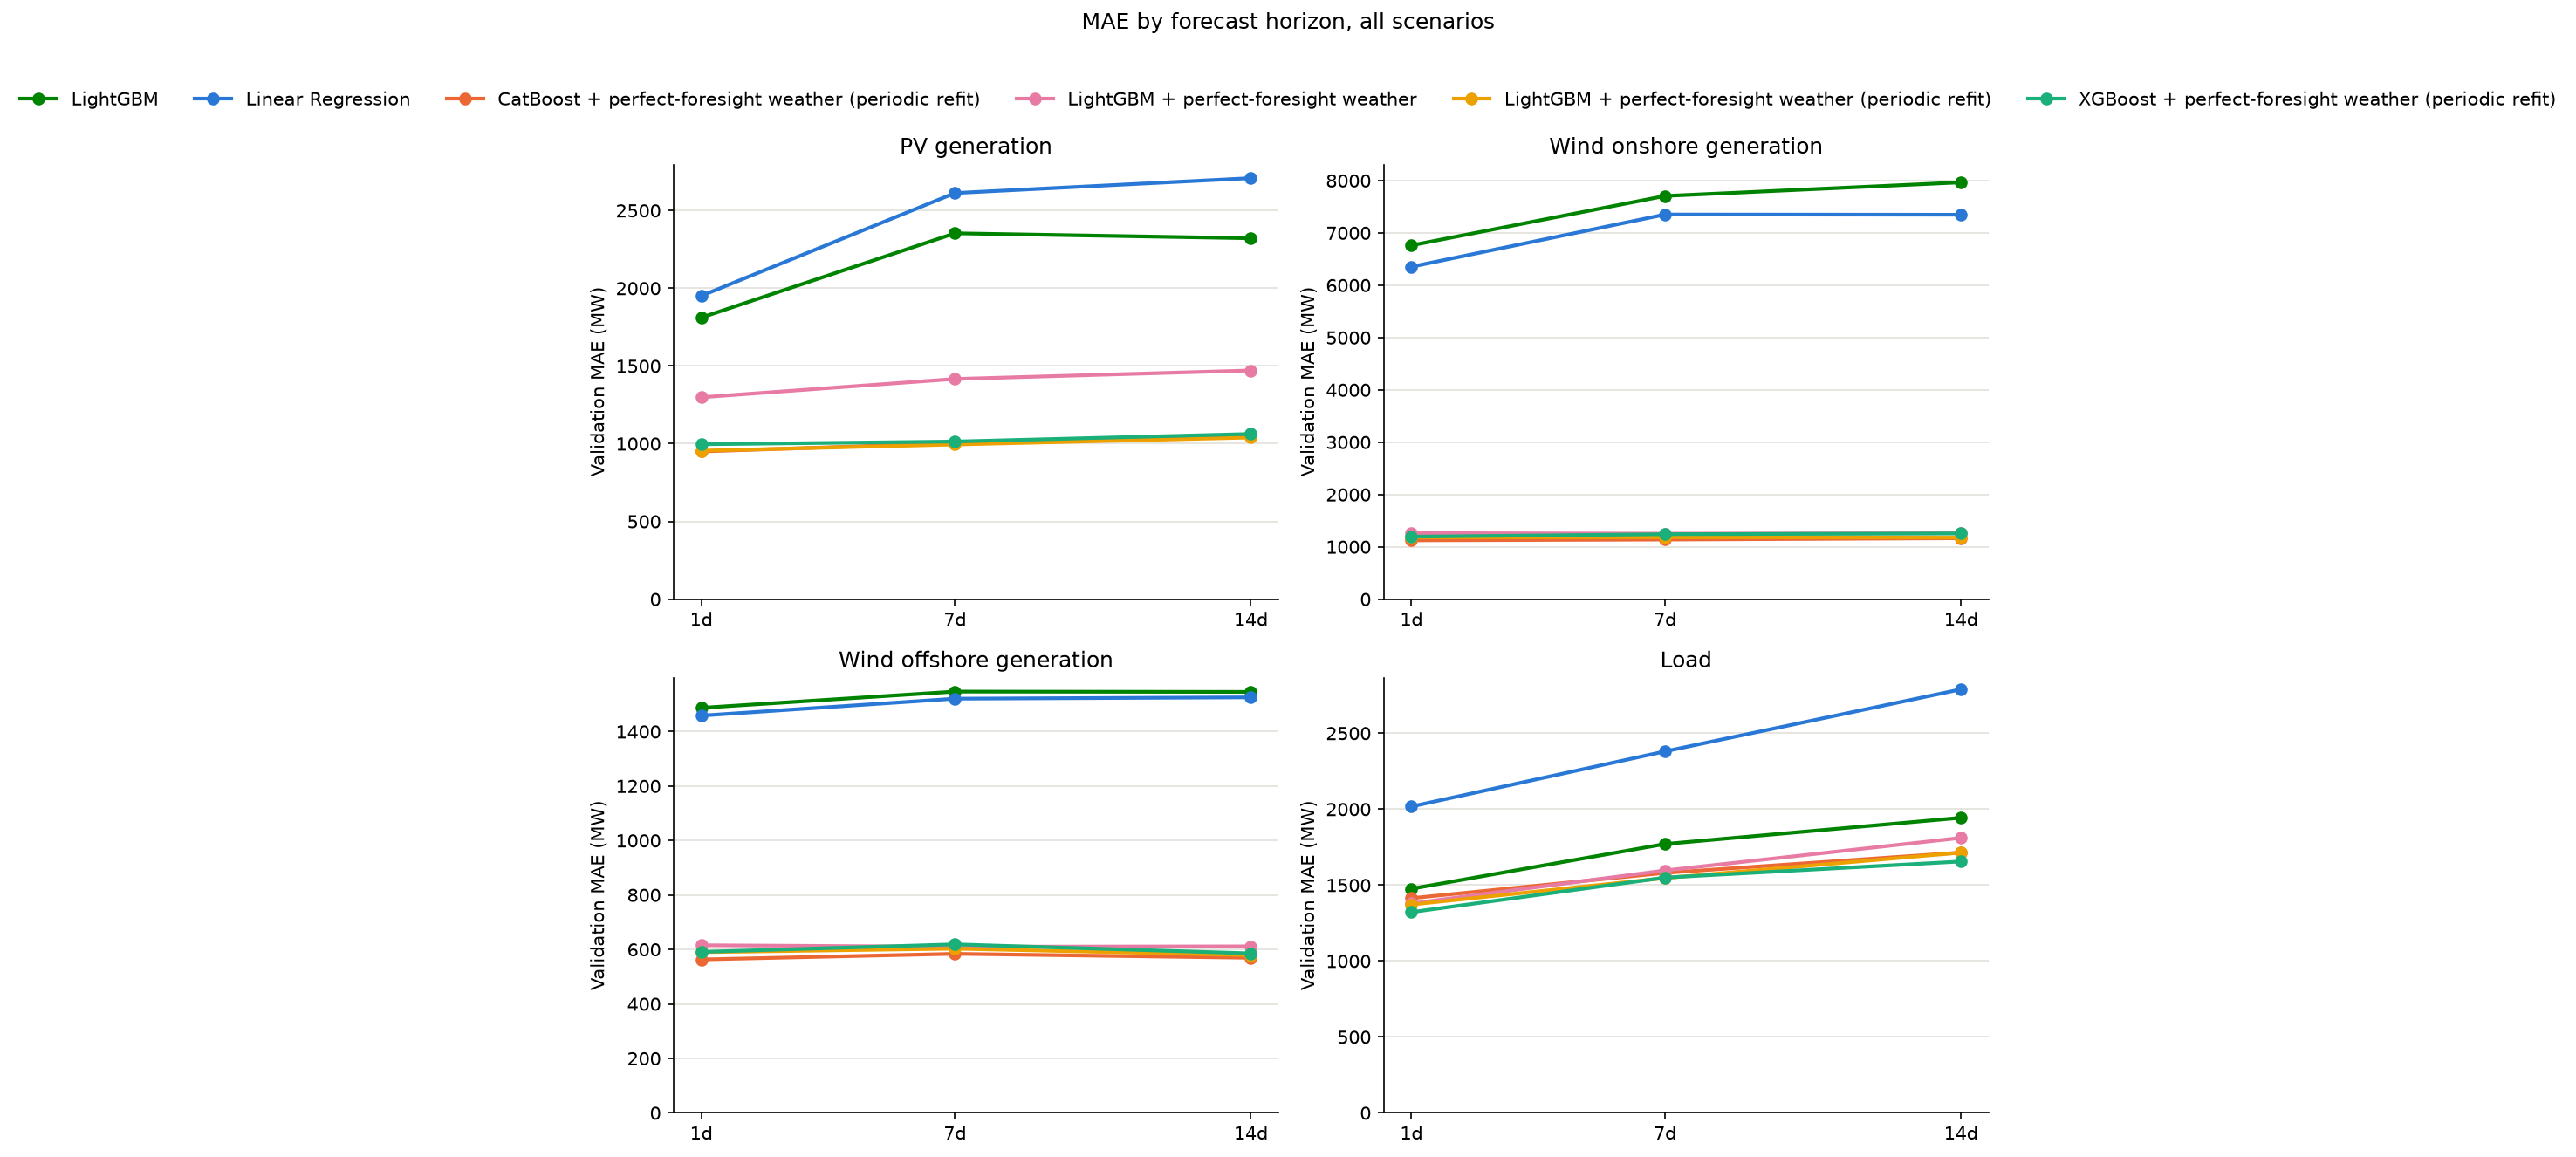 MAE by forecast horizon, all scenarios
LightGBM
Linear Regression
CatBoost + perfect-foresight weather (periodic refit)
LightGBM + perfect-foresight weather
LightGBM + perfect-foresight weather (periodic refit)
XGBoost + perfect-foresight weather (periodic refit)
PV generation
Validation MAE (MW)
2500
2000
1500
1000
500
0
1d
7d
14d
Wind onshore generation
Validation MAE (MW)
8000
7000
6000
5000
4000
3000
2000
1000
0
1d
7d
14d
Wind offshore generation
Validation MAE (MW)
1400
1200
1000
800
600
400
200
0
1d
7d
14d
Load
Validation MAE (MW)
2500
2000
1500
1000
500
0
1d
7d
14d